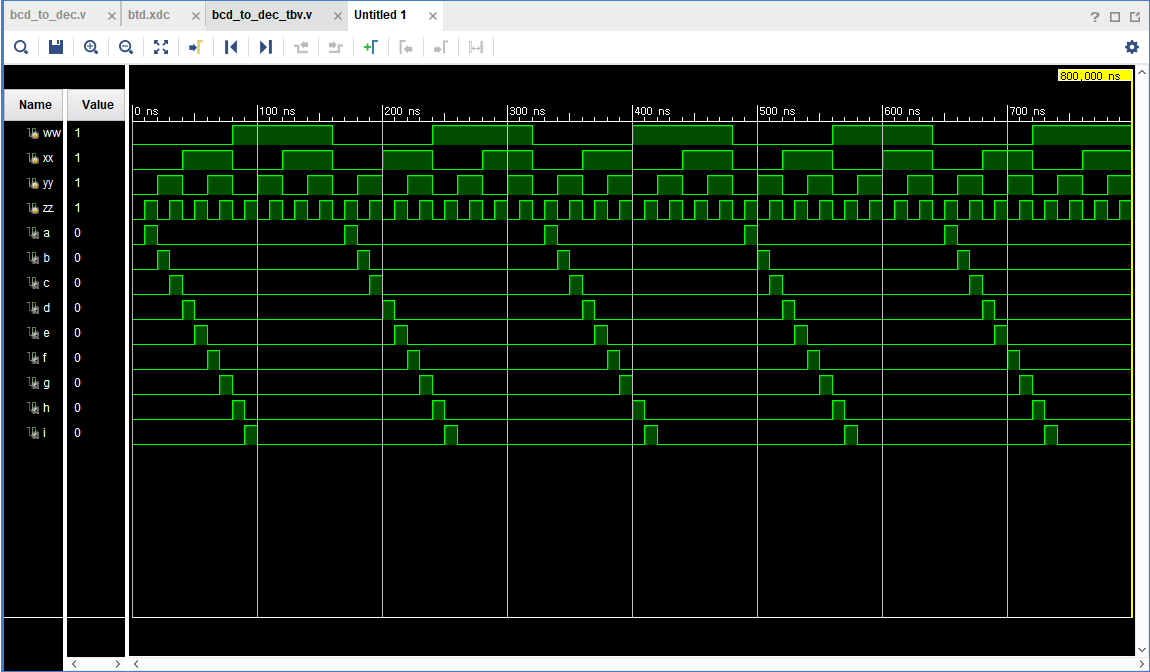 bcd_to_dec.v × btd.xdc × bcd_to_dec_tbv.v × Untitled 1 × ?
800,000 ns
Name Value
0 ns 100 ns 200 ns 300 ns 400 ns 500 ns 600 ns 700 ns
ww 1
xx 1
yy 1
zz 1
a 0
b 0
c 0
d 0
e 0
f 0
g 0
h 0
i 0